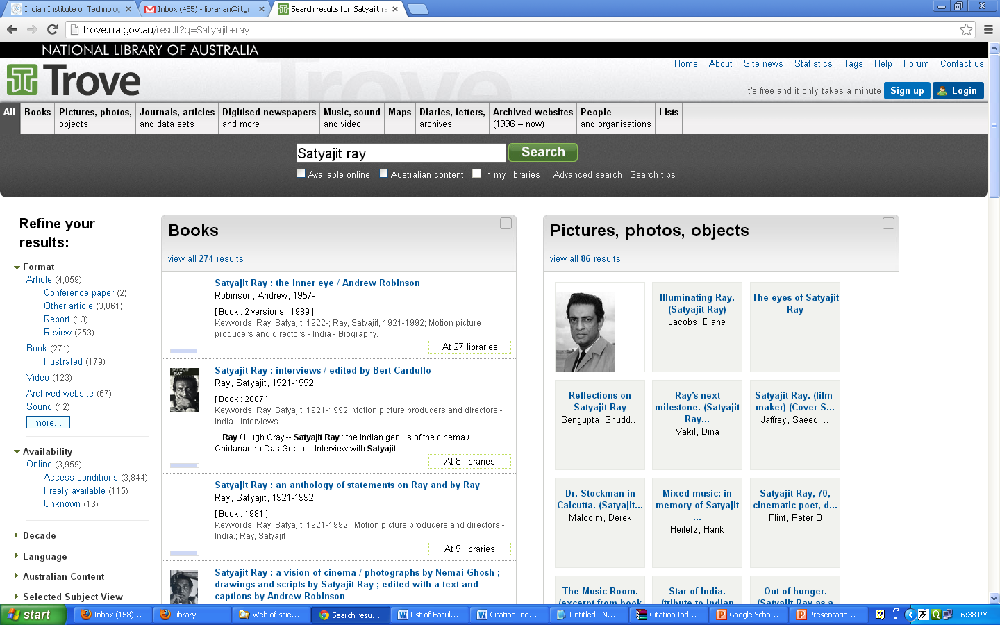 Indian Institute of Technolog
Inbox (455) - librarian@iitgn.
Search results for 'Satyajit ra
trove.nla.gov.au/result?q=Satyajit+ray
NATIONAL LIBRARY OF AUSTRALIA
Trove
Home About Site news Statistics Tags Help Forum Contact us
It's free and it only takes a minute Sign up Login
All
Books
Pictures, photos,
objects
Journals, articles
and data sets
Digitised newspapers
and more
Music, sound
and video
Maps
Diaries, letters,
archives
Archived websites
(1996 – now)
People
and organisations
Lists
Satyajit ray Search
Available online Australian content In my libraries Advanced search Search tips
Refine your
results:
Format
Article (4,059)
Conference paper (2)
Other article (3,061)
Report (13)
Review (253)
Book (271)
Illustrated (179)
Video (123)
Archived website (67)
Sound (12)
more...
Availability
Online (3,959)
Access conditions (3,844)
Freely available (115)
Unknown (13)
Decade
Language
Australian Content
Selected Subject View
Books
view all 274 results
Satyajit Ray : the inner eye / Andrew Robinson
Robinson, Andrew, 1957-
[ Book : 2 versions : 1989 ]
Keywords: Ray, Satyajit, 1922-; Ray, Satyajit, 1921-1992; Motion picture
producers and directors - India - Biography.
At 27 libraries
SATYAJIT
RAY
Satyajit Ray : interviews / edited by Bert Cardullo
Ray, Satyajit, 1921-1992
[ Book : 2007 ]
Keywords: Ray, Satyajit, 1921-1992; Motion picture producers and directors -
India - Interviews.
... Ray / Hugh Gray -- Satyajit Ray : the Indian genius of the cinema /
Chidananda Das Gupta -- Interview with Satyajit ...
At 8 libraries
Satyajit Ray : an anthology of statements on Ray and by Ray
Ray, Satyajit, 1921-1992
[ Book : 1981 ]
Keywords: Ray, Satyajit, 1921-1992.; Motion picture producers and directors -
India.; Ray, Satyajit
At 9 libraries
Satyajit Ray : a vision of cinema / photographs by Nemai Ghosh ;
drawings and scripts by Satyajit Ray ; edited with a text and
captions by Andrew Robinson
Pictures, photos, objects
view all 86 results
Illuminating Ray.
(Satyajit Ray)
Jacobs, Diane
The eyes of Satyajit
Ray
Reflections on
Satyajit Ray
Sengupta, Shudd...
Ray's next
milestone. (Satyajit
Ray...
Vakil, Dina
Satyajit Ray. (film-
maker) (Cover S...
Jaffrey, Saeed;...
Dr. Stockman in
Calcutta. (Satyajit...
Malcolm, Derek
Mixed music: in
memory of Satyajit
...
Heifetz, Hank
Satyajit Ray, 70,
cinematic poet, d...
Flint, Peter B
The Music Room.
(excerpt from book
Star of India.
(tribute to Indian
Out of hunger.
(Satyajit Ray as a
start
Inbox (158)...
Library
Web of scie...
Search resu...
List of Facul...
Citation Ind...
Untitled - N...
Citation Ind...
Google Scho...
Presentatio...
6:38 PM